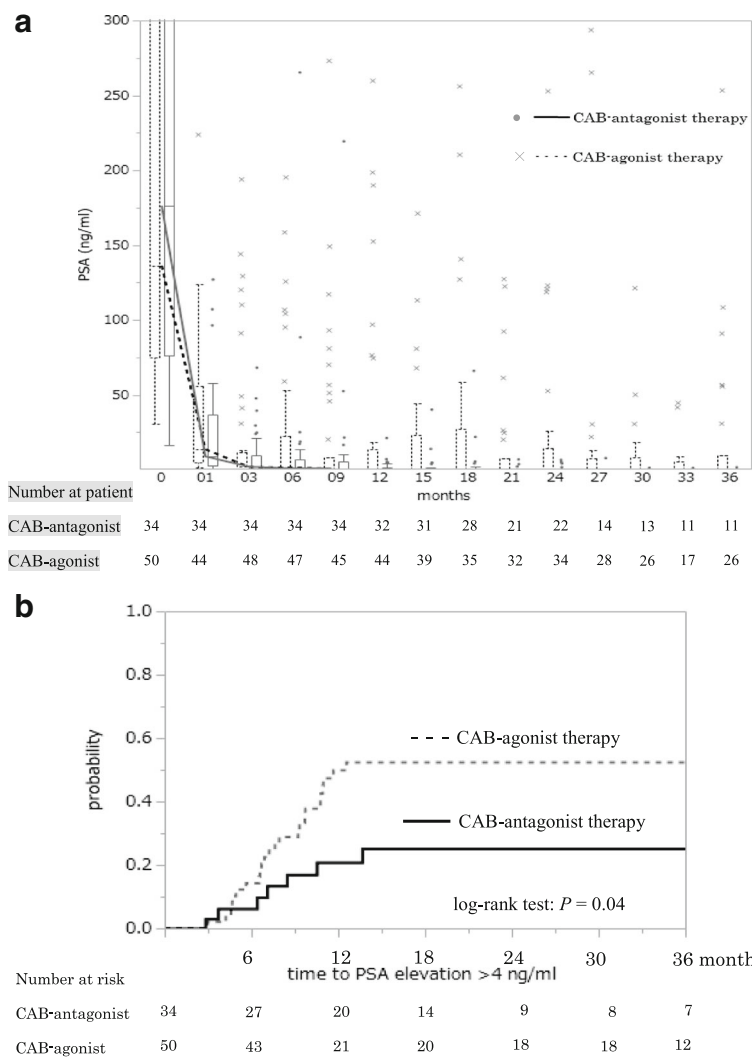 a
300
250
200
150
100
50
PSA (ng/ml)
CAB-antagonist therapy
CAB-agonist therapy
0 01 03 06 09 12 15 18 21 24 27 30 33 36
months
Number at patient
CAB-antagonist 34 34 34 34 34 32 31 28 21 22 14 13 11 11
CAB-agonist 50 44 48 47 45 44 39 35 32 34 28 26 17 26
b
1.0
0.8
0.6
0.4
0.2
0.0
probability
CAB-agonist therapy
CAB-antagonist therapy
log-rank test: P = 0.04
6 12 18 24 30 36 month
time to PSA elevation >4 ng/ml
Number at risk
CAB-antagonist 34 27 20 14 9 8 7
CAB-agonist 50 43 21 20 18 18 12